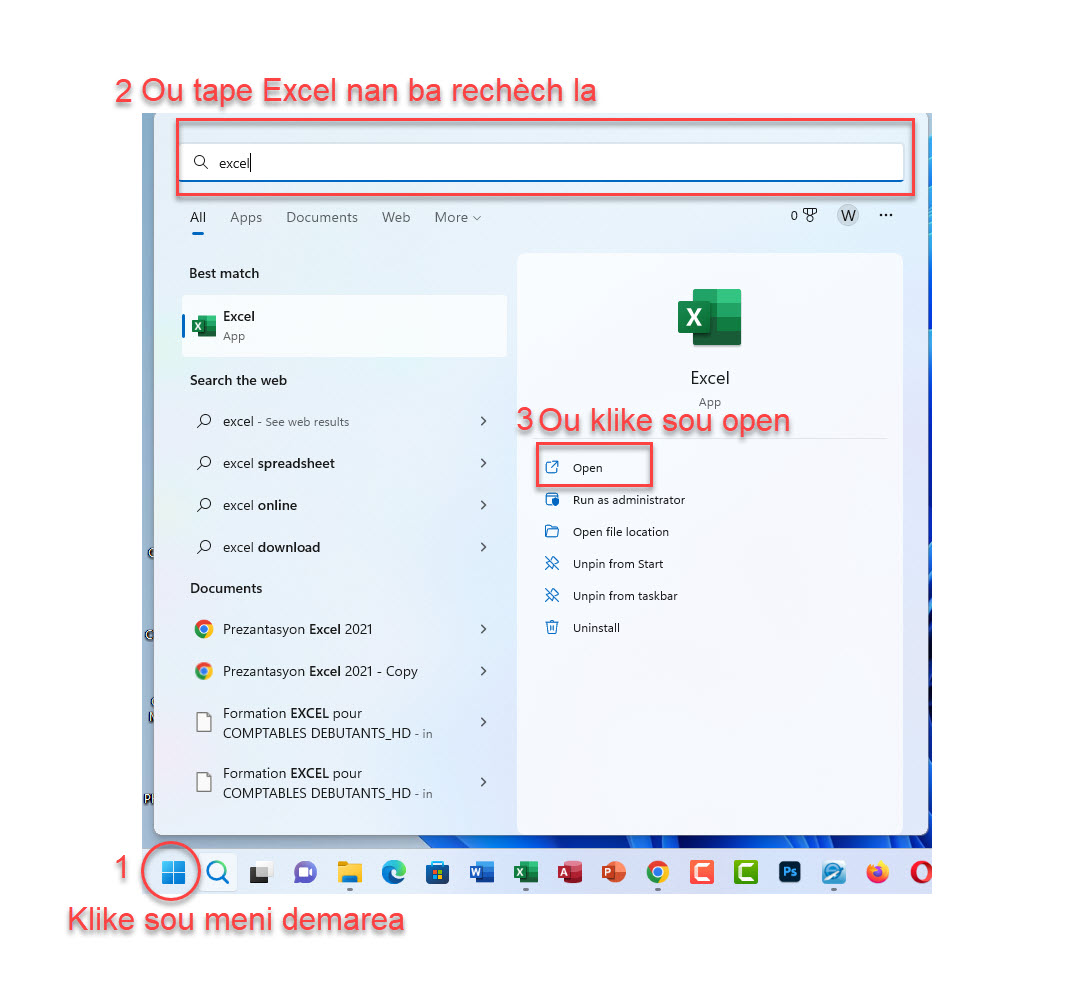 2 Ou tape Excel nan ba rechèch la
excel
All Apps Documents Web More 0 W ...
Best match
Excel
App
Search the web
excel - See web results
excel spreadsheet
excel online
excel download
Documents
Prezantasyon Excel 2021
Prezantasyon Excel 2021 - Copy
Formation EXCEL pour
COMPTABLES DEBUTANTS_HD - in
Formation EXCEL pour
COMPTABLES DEBUTANTS_HD - in
X
Excel
App
3 Ou klike sou open
Open
Run as administrator
Open file location
Unpin from Start
Unpin from taskbar
Uninstall
1
W X A P C C Ps
Klike sou meni demarea